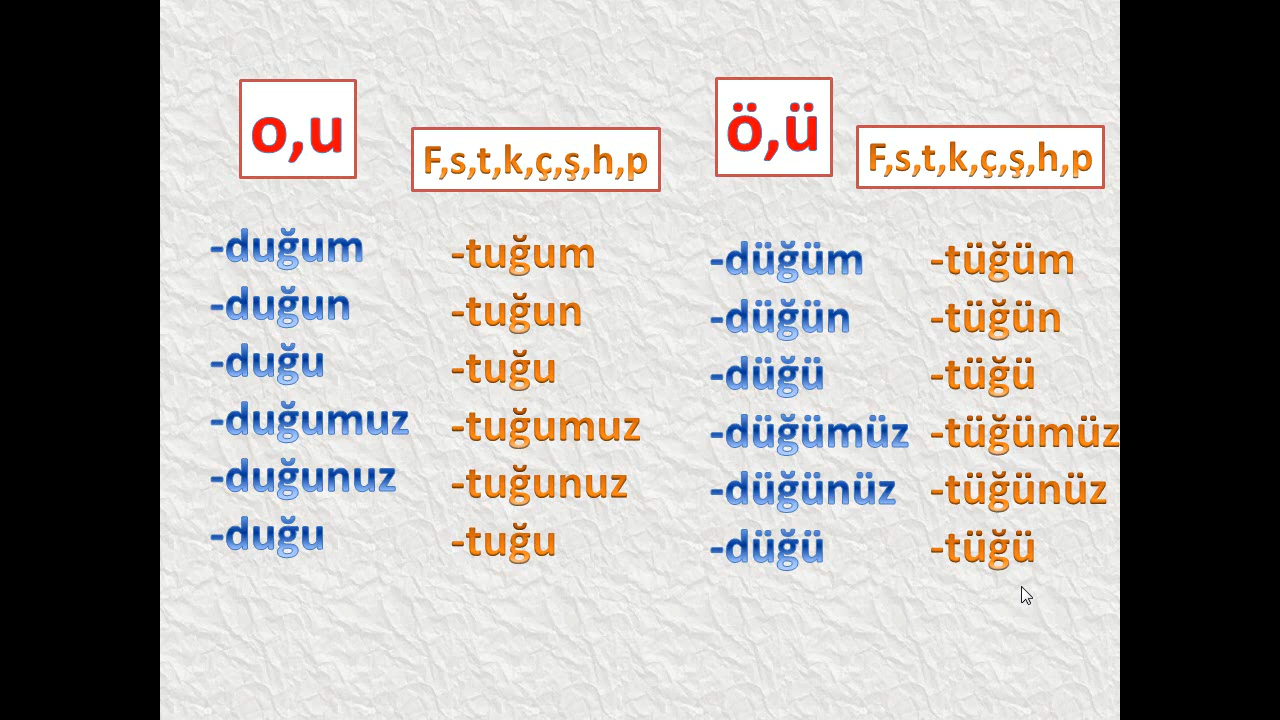 o,u
F,s,t,k,ç,ş,h,p
-duğum
-duğun
-duğu
-duğumuz
-duğunuz
-duğu
-tuğum
-tuğun
-tuğu
-tuğumuz
-tuğunuz
-tuğu
ö,ü
F,s,t,k,ç,ş,h,p
-düğüm
-düğün
-düğü
-düğümüz
-düğünüz
-düğü
-tüğüm
-tüğün
-tüğü
-tüğümüz
-tüğünüz
-tüğü